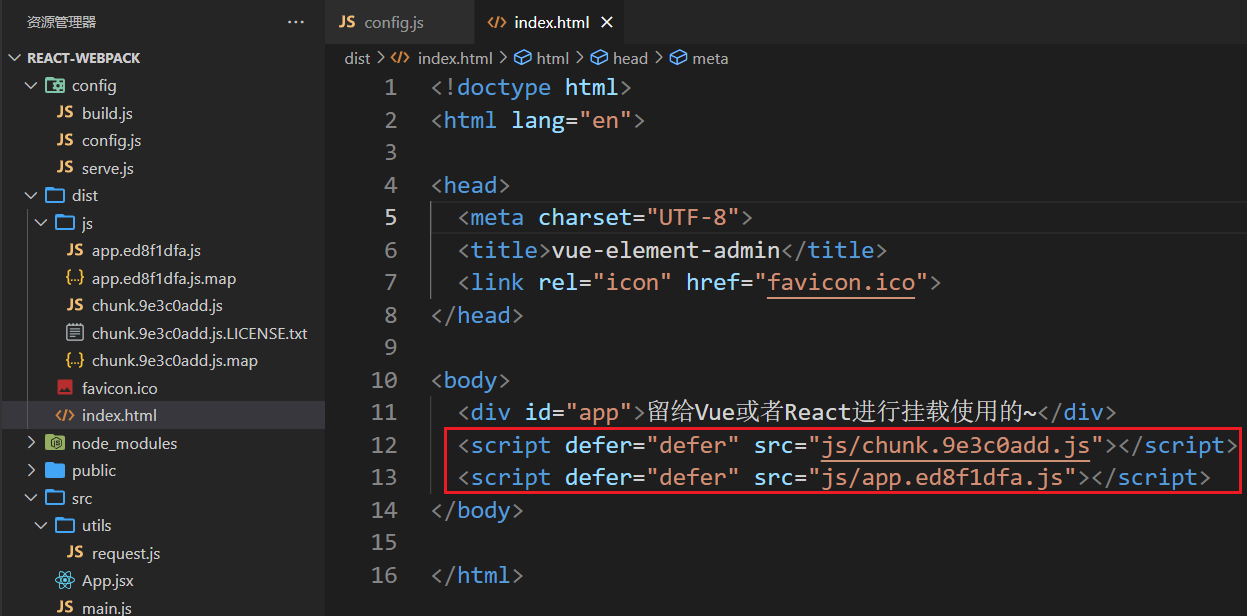 资源管理器
REACT-WEBPACK
config
JS build.js
JS config.js
JS serve.js
dist
js
JS app.ed8f1dfa.js
{..} app.ed8f1dfa.js.map
JS chunk.9e3c0add.js
chunk.9e3c0add.js.LICENSE.txt
{..} chunk.9e3c0add.js.map
favicon.ico
index.html
node_modules
public
src
utils
JS request.js
App.jsx
JS main.js
JS config.js
index.html
dist > index.html > html > head > meta
1 <!doctype html>
2 <html lang="en">
3
4 <head>
5 <meta charset="UTF-8">
6 <title>vue-element-admin</title>
7 <link rel="icon" href="favicon.ico">
8 </head>
9
10 <body>
11 <div id="app">留给Vue或者React进行挂载使用的~</div>
12 <script defer="defer" src="js/chunk.9e3c0add.js"></script>
13 <script defer="defer" src="js/app.ed8f1dfa.js"></script>
14 </body>
15
16 </html>